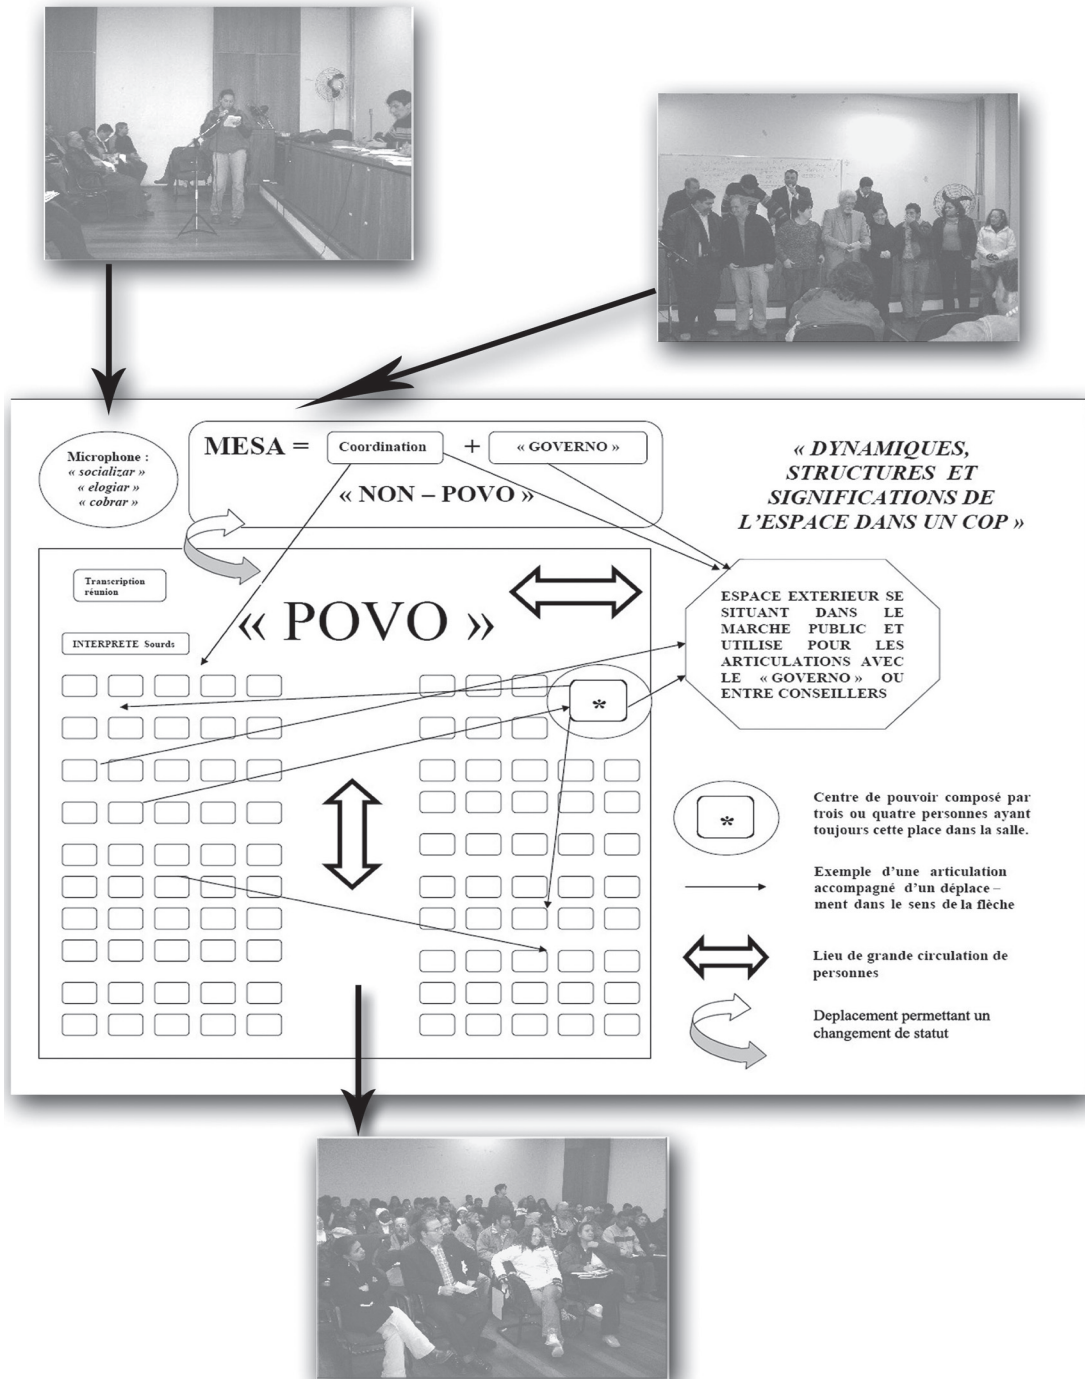 Microphone :
« socializar »
« elogiar »
« cobrar »
MESA = Coordination + « GOVERNO »
« NON – POVO »
« DYNAMIQUES,
STRUCTURES ET
SIGNIFICATIONS DE
L'ESPACE DANS UN COP »
Transcription
réunion
« POVO »
INTERPRETE Sourds
*
ESPACE EXTERIEUR SE
SITUANT DANS LE
MARCHE PUBLIC ET
UTILISE POUR LES
ARTICULATIONS AVEC
LE « GOVERNO » OU
ENTRE CONSEILLERS
*
Centre de pouvoir composé par
trois ou quatre personnes ayant
toujours cette place dans la salle.
Exemple d'une articulation
accompagné d'un déplace –
ment dans le sens de la flèche
Lieu de grande circulation de
personnes
Deplacement permettant un
changement de statut